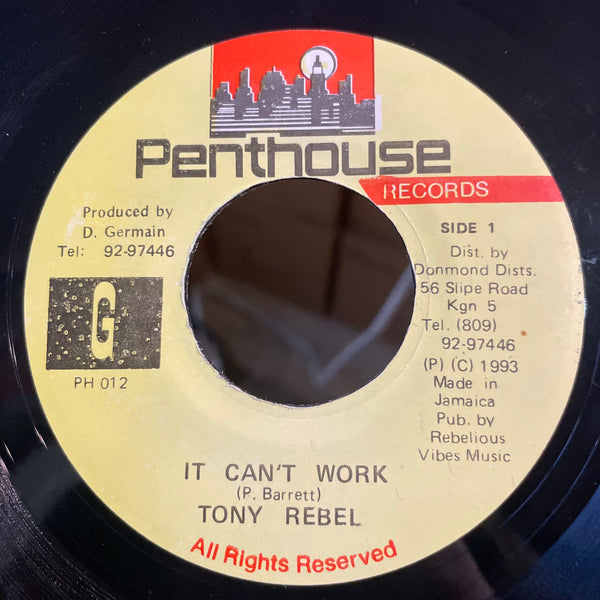 Penthouse
RECORDS
Produced by
D. Germain
Tel: 92-97446
G
PH 012
SIDE 1
Dist. by
Donmond Dists.
56 Slipe Road
Kgn 5
Tel. (809)
92-97446
(P) (C) 1993
Made in
Jamaica
Pub. by
Rebelious
Vibes Music
IT CAN'T WORK
(P. Barrett)
TONY REBEL
All Rights Reserved